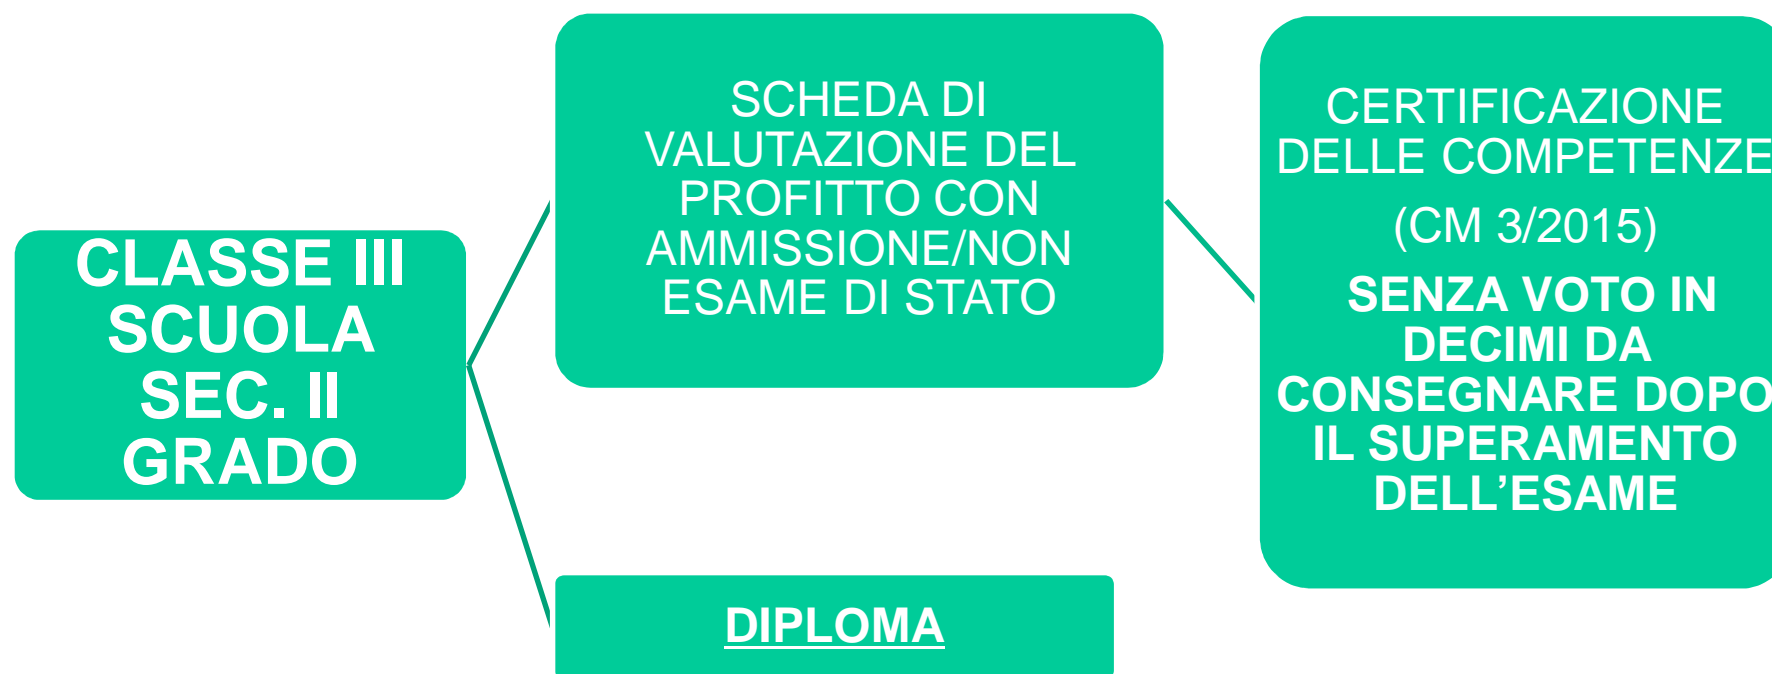 CLASSE III
SCUOLA
SEC. II
GRADO
SCHEDA DI
VALUTAZIONE DEL
PROFITTO CON
AMMISSIONE/NON
ESAME DI STATO
CERTIFICAZIONE
DELLE COMPETENZE
(CM 3/2015)
SENZA VOTO IN
DECIMI DA
CONSEGNARE DOPO
IL SUPERAMENTO
DELL’ESAME
DIPLOMA